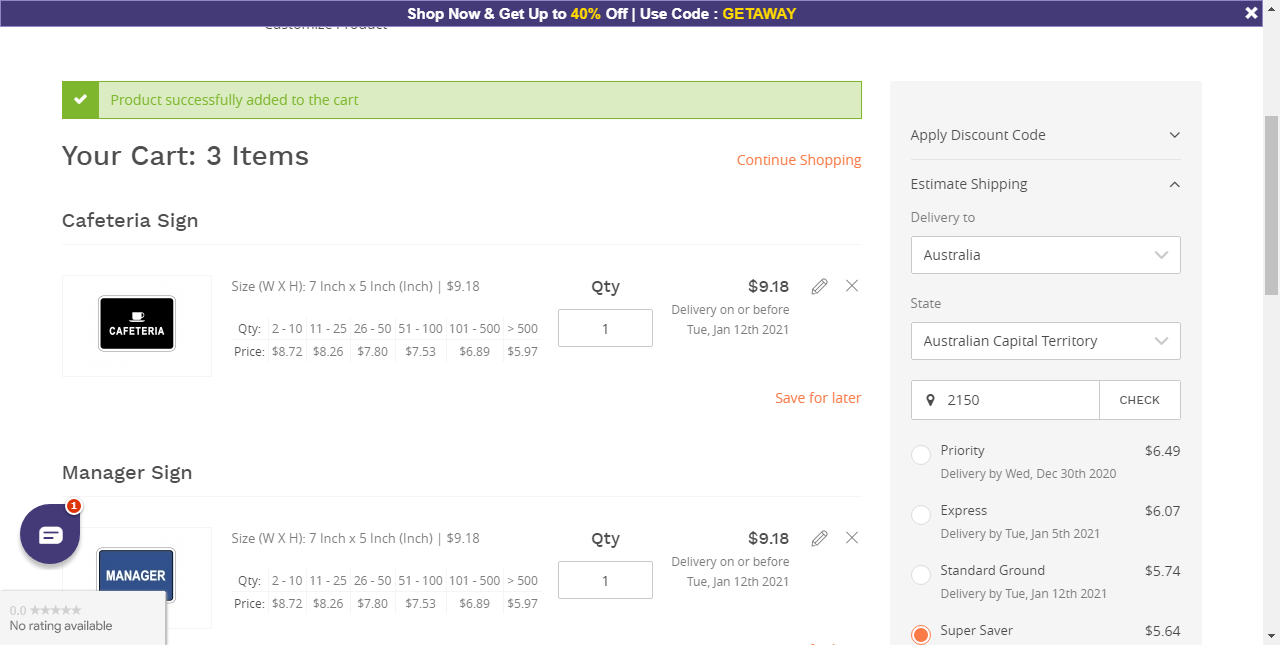 Shop Now & Get Up to 40% Off | Use Code : GETAWAY
Customize Product
Product successfully added to the cart
Your Cart: 3 Items
Continue Shopping
Cafeteria Sign
CAFETERIA
Size (W X H): 7 Inch x 5 Inch (Inch) | $9.18
Qty: 2 - 10 11 - 25 26 - 50 51 - 100 101 - 500 > 500
Price: $8.72 $8.26 $7.80 $7.53 $6.89 $5.97
Qty
1
$9.18
Delivery on or before
Tue, Jan 12th 2021
Save for later
Manager Sign
MANAGER
Size (W X H): 7 Inch x 5 Inch (Inch) | $9.18
Qty: 2 - 10 11 - 25 26 - 50 51 - 100 101 - 500 > 500
Price: $8.72 $8.26 $7.80 $7.53 $6.89 $5.97
Qty
1
$9.18
Delivery on or before
Tue, Jan 12th 2021
1
0.0
No rating available
Apply Discount Code
Estimate Shipping
Delivery to
Australia
State
Australian Capital Territory
2150
CHECK
Priority $6.49
Delivery by Wed, Dec 30th 2020
Express $6.07
Delivery by Tue, Jan 5th 2021
Standard Ground $5.74
Delivery by Tue, Jan 12th 2021
Super Saver $5.64